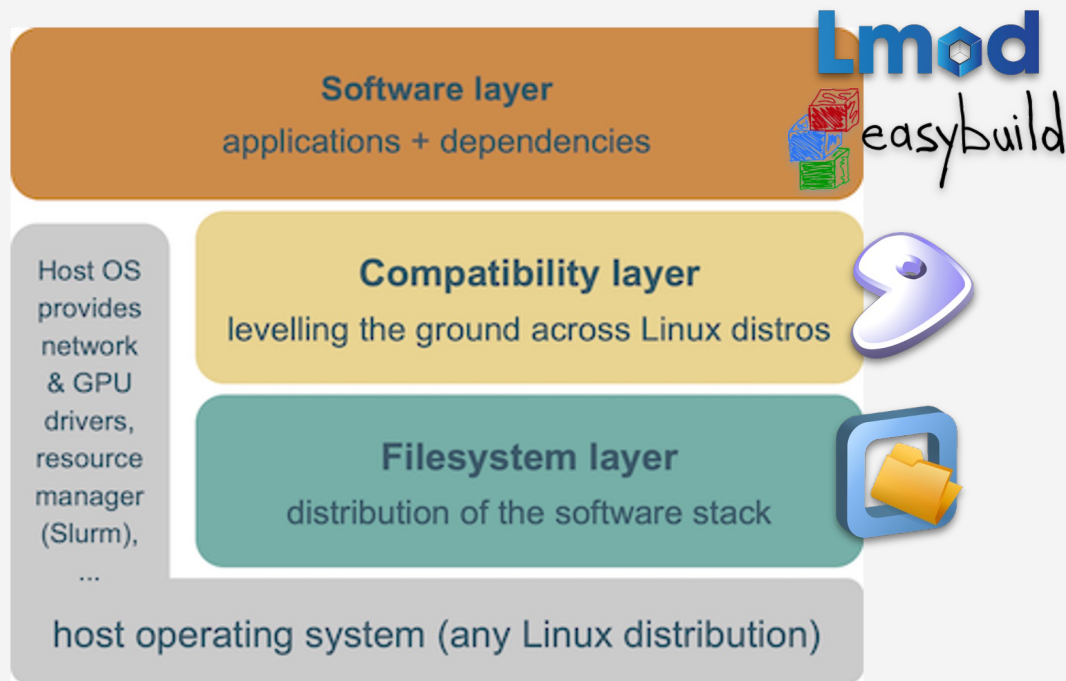 Lmod
easybuild
Software layer
applications + dependencies
Compatibility layer
levelling the ground across Linux distros
Filesystem layer
distribution of the software stack
Host OS
provides
network
& GPU
drivers,
resource
manager
(Slurm),
...
host operating system (any Linux distribution)